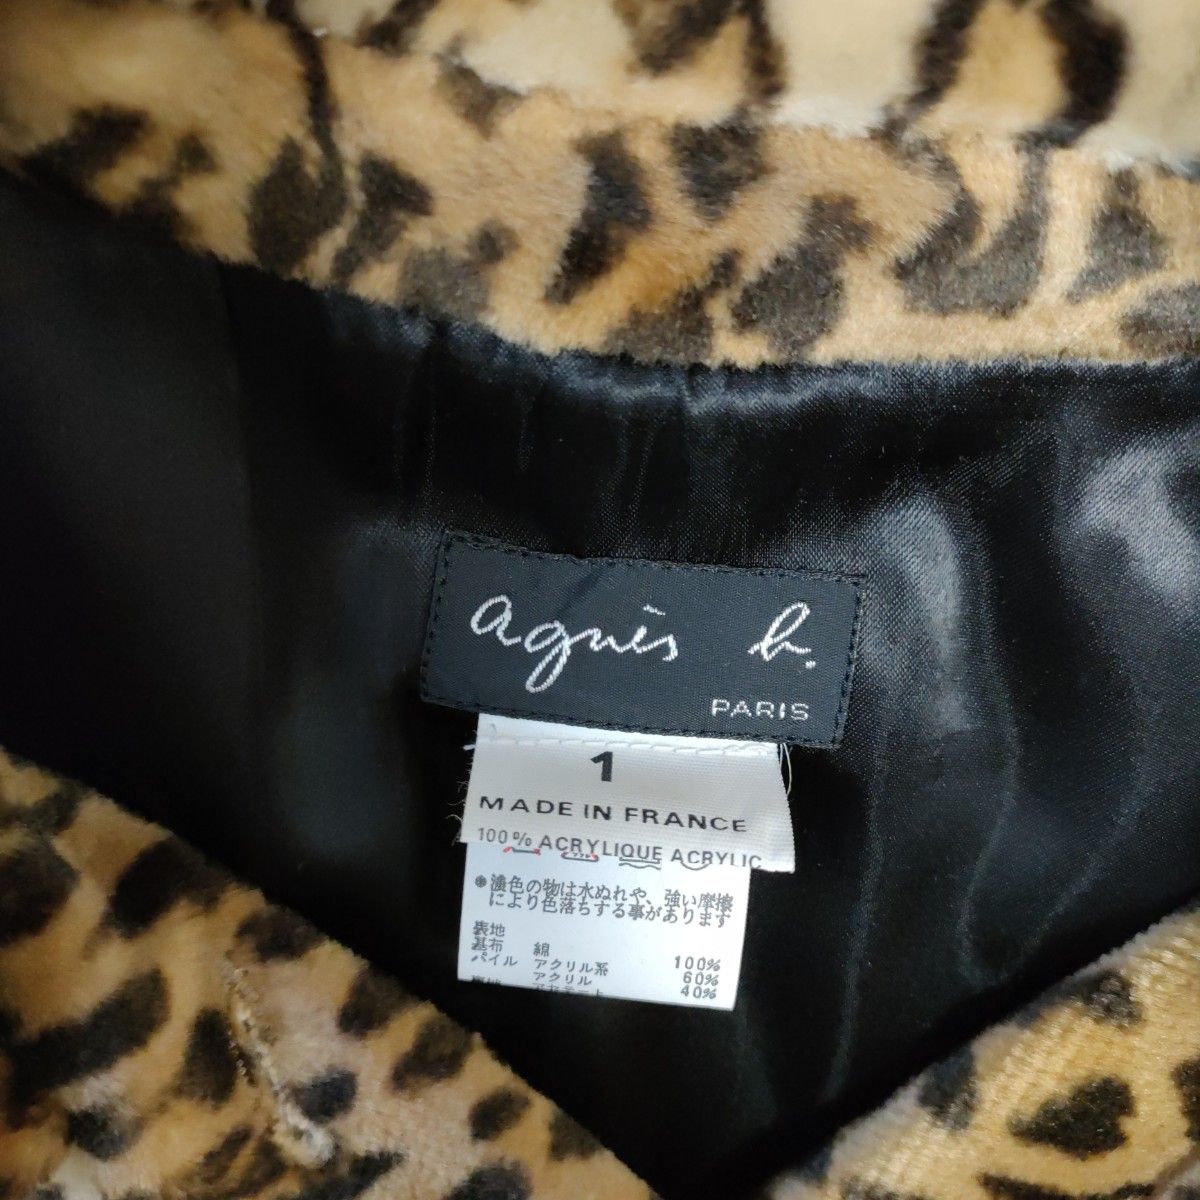 agnès b.
PARIS
1
MADE IN FRANCE
100% ACRYLIQUE ACRYLIC
※濃色の物は水ぬれや、強い摩擦
により色落ちする事があります
表地
基布 綿 100%
パイル アクリル系 60%
アクリル 40%